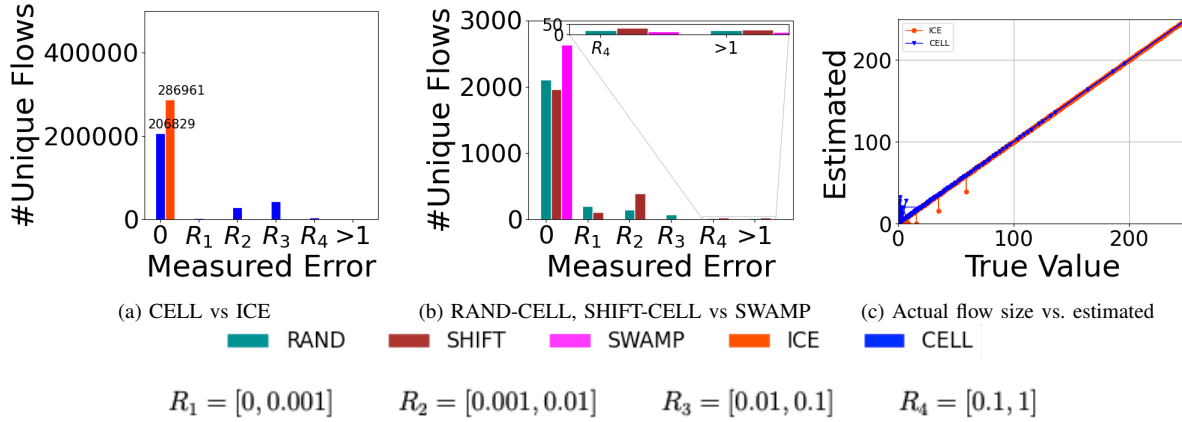 #Unique Flows
400000
200000
0
286961
206829
0 R1 R2 R3 R4 >1
Measured Error
(a) CELL vs ICE
#Unique Flows
3000
2000
1000
0
50
0
R4 >1
0 R1 R2 R3 R4 >1
Measured Error
(b) RAND-CELL, SHIFT-CELL vs SWAMP
Estimated
200
100
0
ICE
CELL
0 100 200
True Value
(c) Actual flow size vs. estimated
RAND SHIFT SWAMP ICE CELL
R1 = [0, 0.001] R2 = [0.001, 0.01] R3 = [0.01, 0.1] R4 = [0.1, 1]